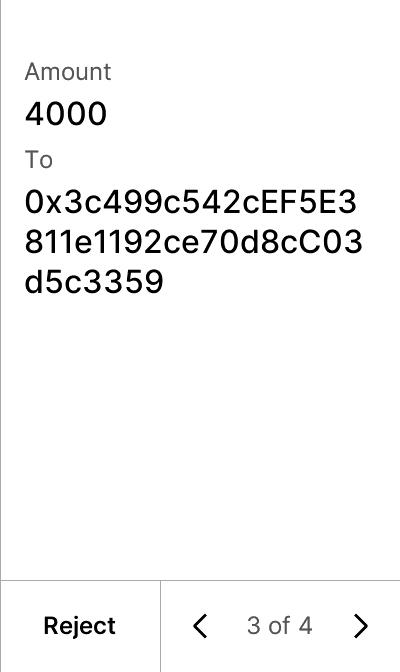 Amount
4000
To
0x3c499c542cEF5E3
811e1192ce70d8cC03
d5c3359
Reject
3 of 4